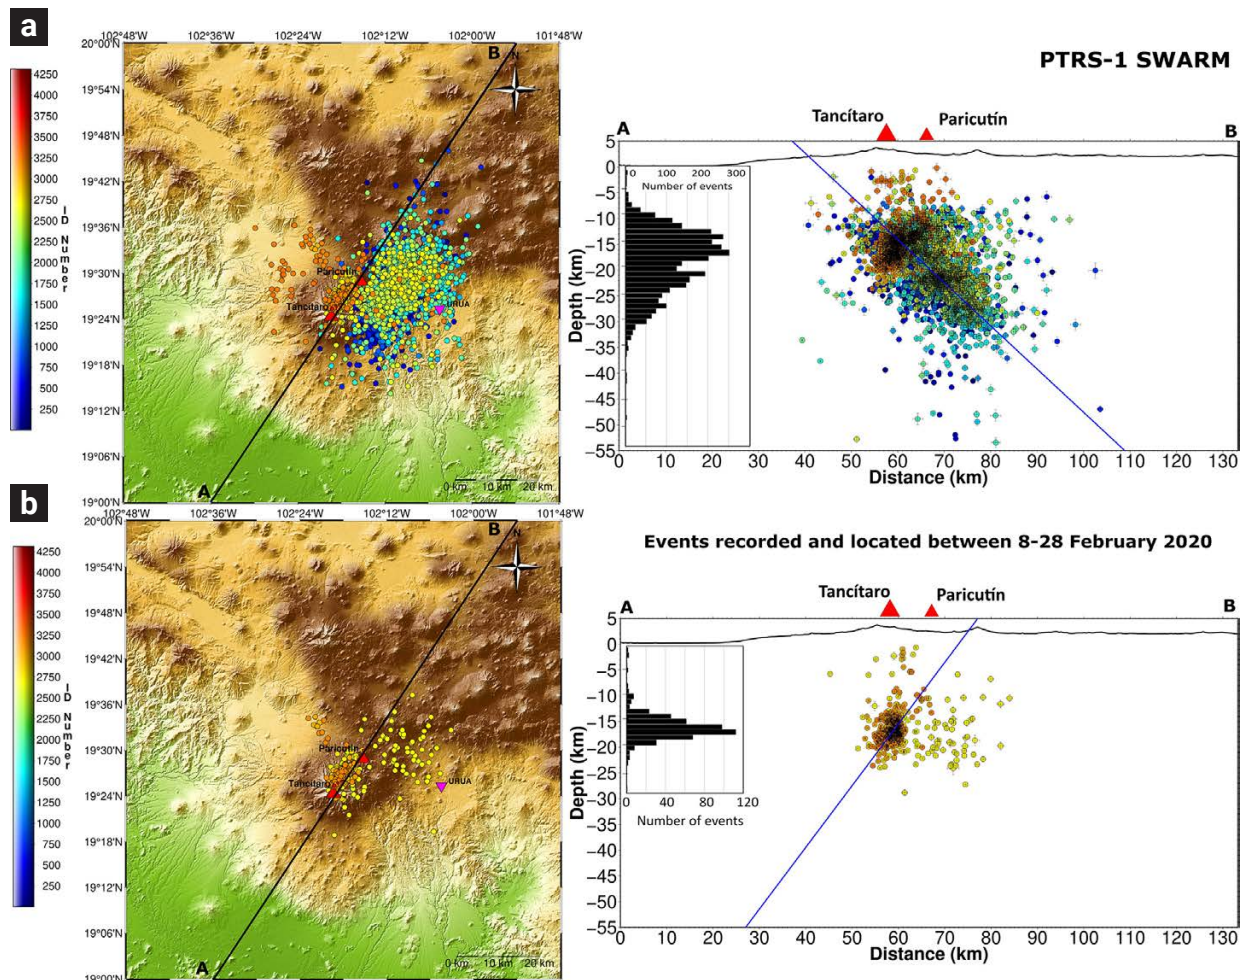 a
102°48'W 102°36'W 102°24'W 102°12'W 102°00'W 101°48'W
20°00'N
19°54'N
19°48'N
19°42'N
19°36'N
19°30'N
19°24'N
19°18'N
19°12'N
19°06'N
19°00'N
4250
4000
3750
3500
3250
3000
2750
2500
2250
2000
1750
1500
1250
1000
750
500
250
ID Number
B
N
Paricutín
Tancítaro
URUA
A
0 km 10 km 20 km
PTRS-1 SWARM
Tancítaro Paricutín
A B
5
0
−5
−10
−15
−20
−25
−30
−35
−40
−45
−50
−55
Depth (km)
0 100 200 300
Number of events
0 10 20 30 40 50 60 70 80 90 100 110 120 130
Distance (km)
b
102°48'W 102°36'W 102°24'W 102°12'W 102°00'W 101°48'W
20°00'N
19°54'N
19°48'N
19°42'N
19°36'N
19°30'N
19°24'N
19°18'N
19°12'N
19°06'N
19°00'N
4250
4000
3750
3500
3250
3000
2750
2500
2250
2000
1750
1500
1250
1000
750
500
250
ID Number
B
N
Paricutín
Tancítaro
URUA
A
0 km 10 km 20 km
Events recorded and located between 8-28 February 2020
Tancítaro Paricutín
A B
5
0
−5
−10
−15
−20
−25
−30
−35
−40
−45
−50
−55
Depth (km)
0 40 80 120
Number of events
0 10 20 30 40 50 60 70 80 90 100 110 120 130
Distance (km)